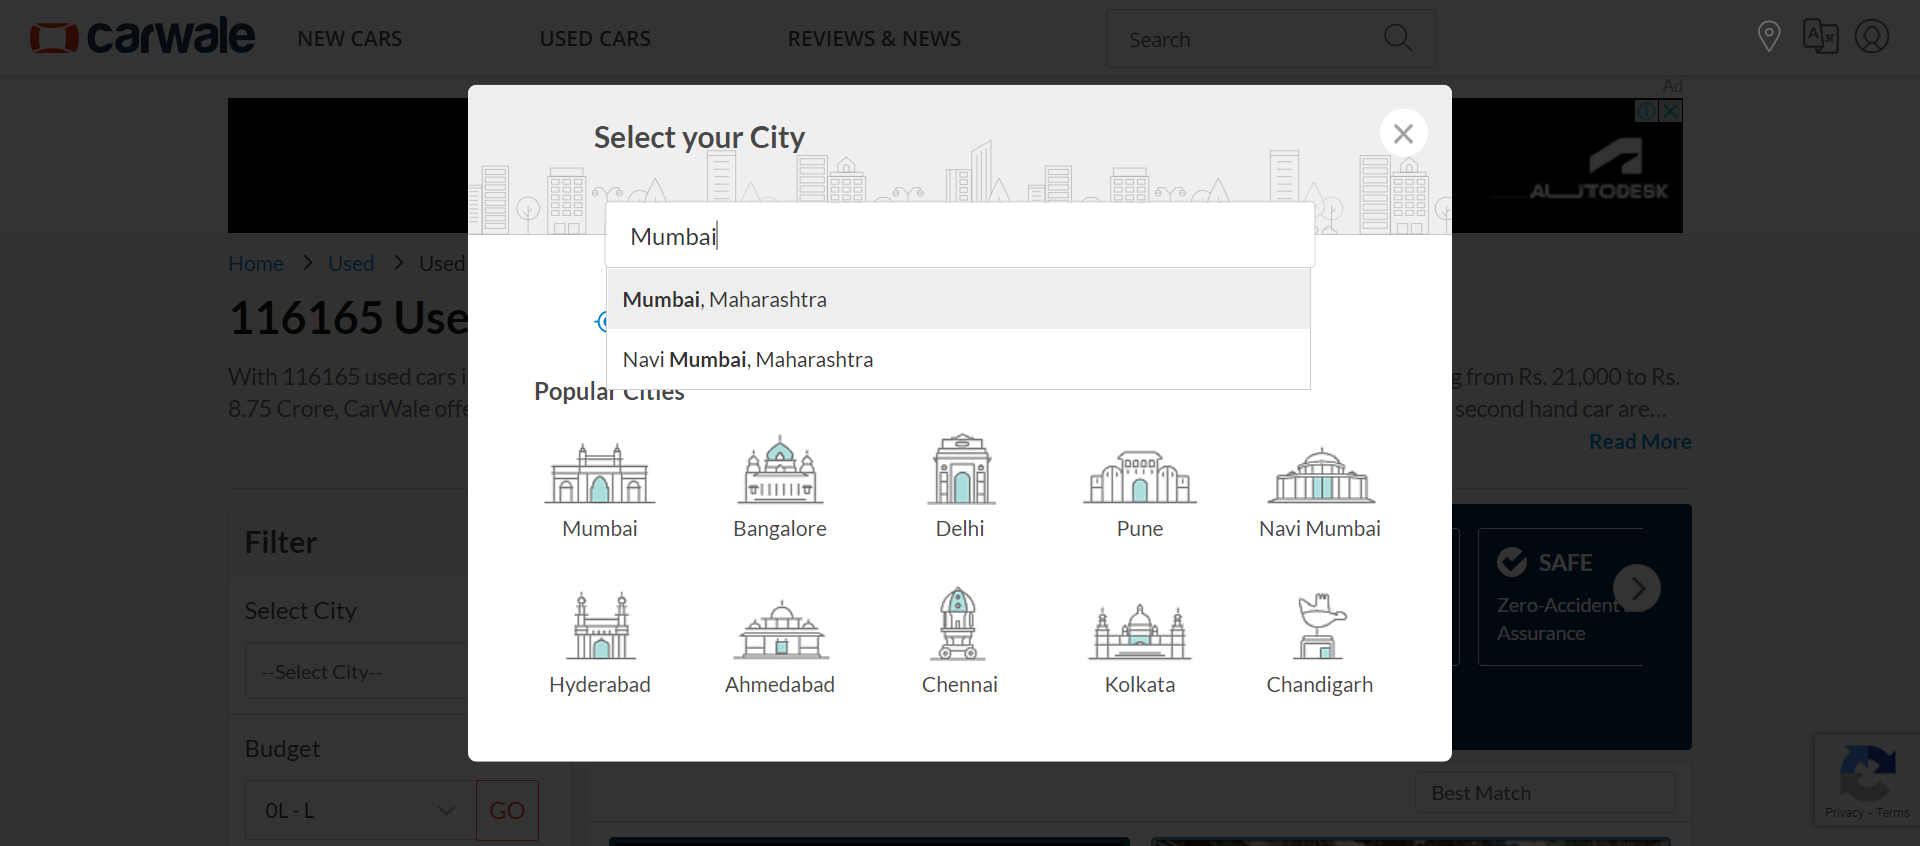 carwale NEW CARS USED CARS REVIEWS & NEWS Search
Ad
AUTODESK
Select your City
Mumbai
Mumbai, Maharashtra
Navi Mumbai, Maharashtra
Home > Used > Used
116165 Use
With 116165 used cars i
g from Rs. 21,000 to Rs.
8.75 Crore, CarWale offe
second hand car are...
Read More
Popular Cities
Mumbai Bangalore Delhi Pune Navi Mumbai
Hyderabad Ahmedabad Chennai Kolkata Chandigarh
Filter
Select City
--Select City--
Budget
0L - L
GO
SAFE
Zero-Accident
Assurance
Best Match
Privacy - Terms